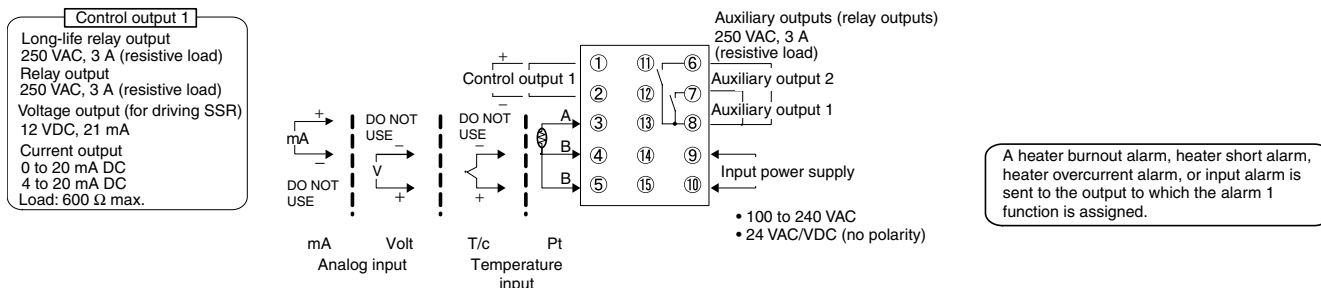 Control output 1
Long-life relay output
250 VAC, 3 A (resistive load)
Relay output
250 VAC, 3 A (resistive load)
Voltage output (for driving SSR)
12 VDC, 21 mA
Current output
0 to 20 mA DC
4 to 20 mA DC
Load: 600 Ω max.
+
mA
−
DO NOT
USE
DO NOT
USE
−
V
+
DO NOT
USE
−
+
A
B
B
+
Control output 1
−
① ⑪ ⑥
② ⑫ ⑦
③ ⑬ ⑧
④ ⑭ ⑨
⑤ ⑮ ⑩
Auxiliary outputs (relay outputs)
250 VAC, 3 A
(resistive load)
Auxiliary output 2
Auxiliary output 1
Input power supply
• 100 to 240 VAC
• 24 VAC/VDC (no polarity)
mA Volt T/c Pt
Analog input
Temperature
input
A heater burnout alarm, heater short alarm,
heater overcurrent alarm, or input alarm is
sent to the output to which the alarm 1
function is assigned.